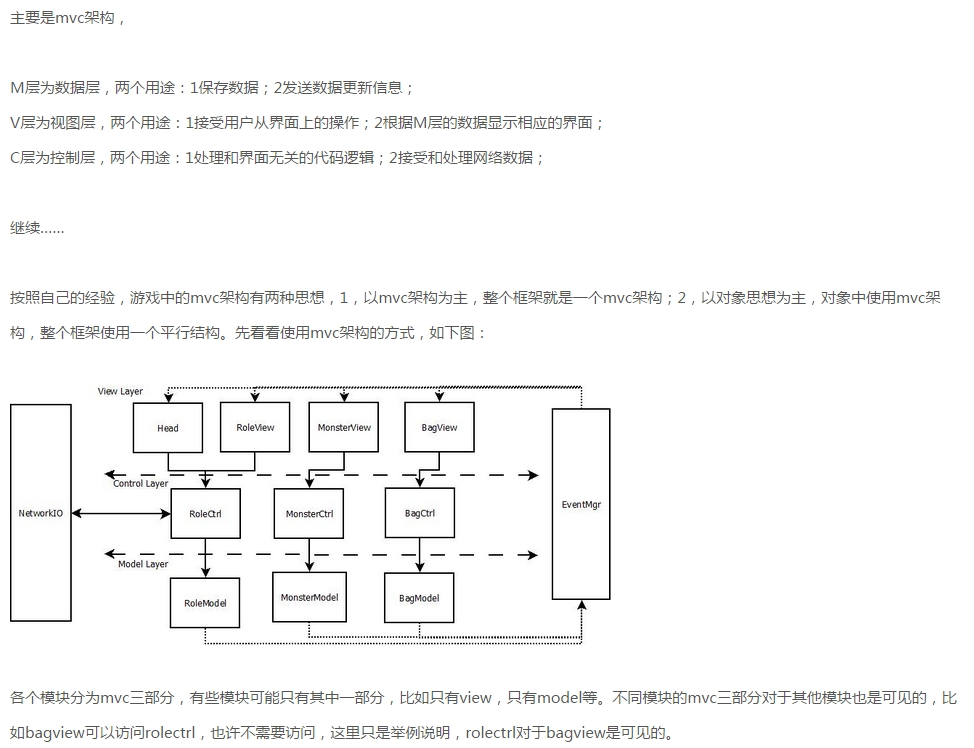 主要是mvc架构，
M层为数据层，两个用途：1保存数据；2发送数据更新信息；
V层为视图层，两个用途：1接受用户从界面上的操作；2根据M层的数据显示相应的界面；
C层为控制层，两个用途：1处理和界面无关的代码逻辑；2接受和处理网络数据；
继续……
按照自己的经验，游戏中的mvc架构有两种思想，1，以mvc架构为主，整个框架就是一个mvc架构；2，以对象思想为主，对象中使用mvc架
构，整个框架使用一个平行结构。先看看使用mvc架构的方式，如下图：
View Layer
Head
RoleView
MonsterView
BagView
Control Layer
NetworkIO
RoleCtrl
MonsterCtrl
BagCtrl
EventMgr
Model Layer
RoleModel
MonsterModel
BagModel
各个模块分为mvc三部分，有些模块可能只有其中一部分，比如只有view，只有model等。不同模块的mvc三部分对于其他模块也是可见的，比
如bagview可以访问rolectrl，也许不需要访问，这里只是举例说明，rolectrl对于bagview是可见的。